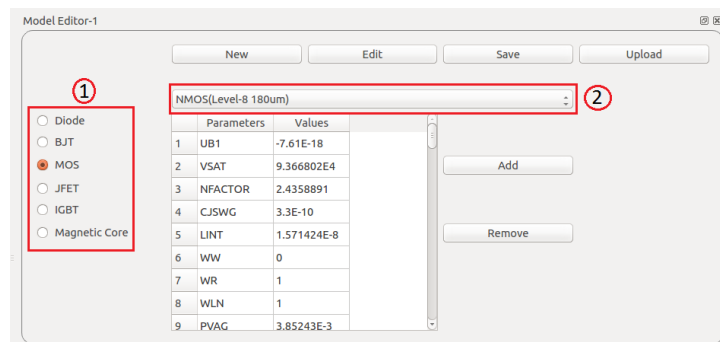 Model Editor-1
New Edit Save Upload
①
NMOS(Level-8 180um) ②
Diode
BJT
MOS
JFET
IGBT
Magnetic Core
Parameters Values
1 UB1 -7.61E-18
2 VSAT 9.366802E4
3 NFACTOR 2.4358891
4 CJSWG 3.3E-10
5 LINT 1.571424E-8
6 WW 0
7 WR 1
8 WLN 1
9 PVAG 3.85243E-3
Add
Remove